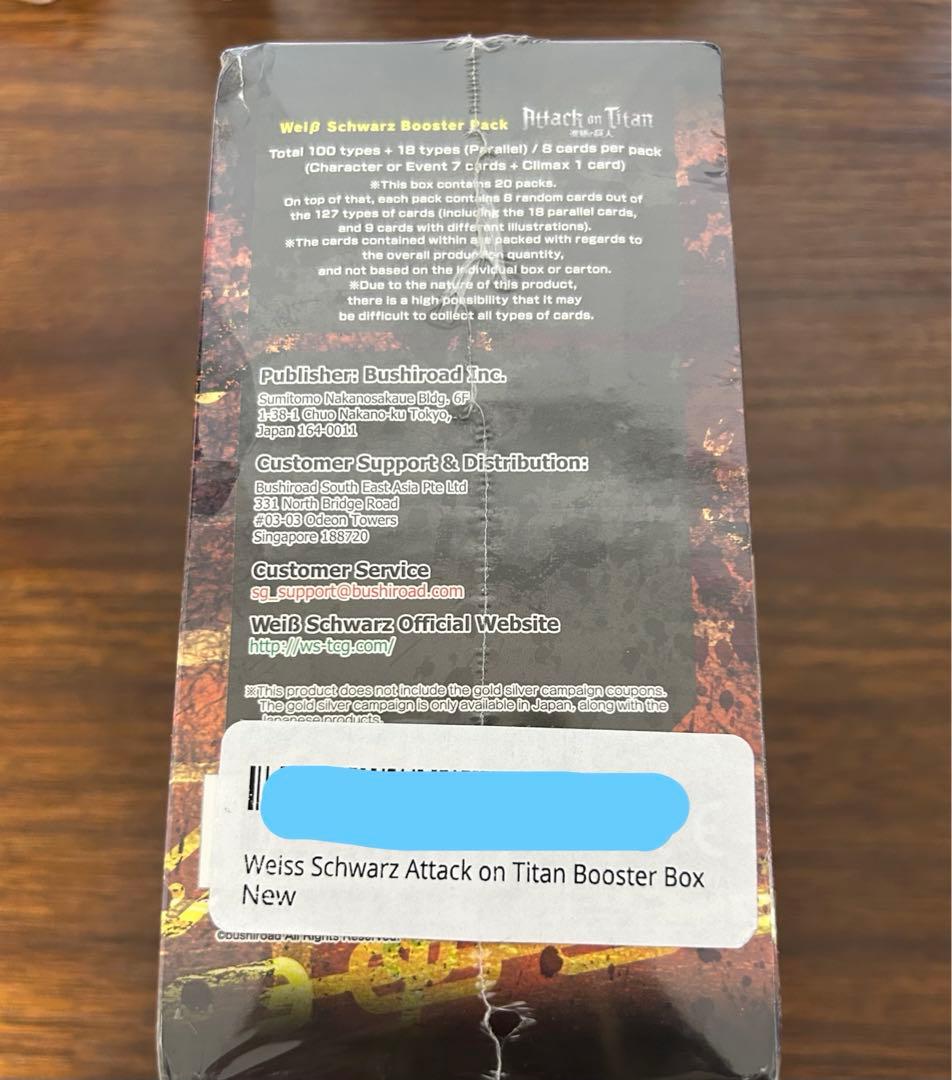 Weiβ Schwarz Booster Pack Attack on Titan
進撃の巨人
Total 100 types + 18 types (Parallel) / 8 cards per pack
(Character or Event 7 cards + Climax 1 card)
※This box contains 20 packs.
On top of that, each pack contains 8 random cards out of
the 127 types of cards (including the 18 parallel cards,
and 9 cards with different illustrations).
※The cards contained within are packed with regards to
the overall production quantity,
and not based on the individual box or carton.
※Due to the nature of this product,
there is a high possibility that it may
be difficult to collect all types of cards.
Publisher: Bushiroad Inc.
Sumitomo Nakanosakaue Bldg. 6F
1-38-1 Chuo Nakano-ku Tokyo,
Japan 164-0011
Customer Support & Distribution:
Bushiroad South East Asia Pte Ltd
331 North Bridge Road
#03-03 Odeon Towers
Singapore 188720
Customer Service
sg_support@bushiroad.com
Weiß Schwarz Official Website
http://ws-tcg.com/
※This product does not include the gold silver campaign coupons.
The gold silver campaign is only available in Japan, along with the
Japanese products.
Weiss Schwarz Attack on Titan Booster Box
New
©bushiroad All Rights Reserved.